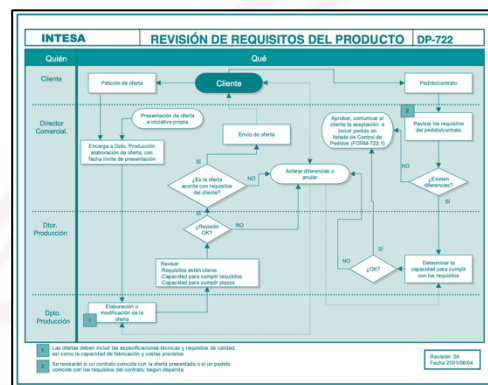 INTESA
REVISIÓN DE REQUISITOS DEL PRODUCTO
DP-722
Quién
Qué
Cliente
Petición de oferta
Cliente
Pedido/contrato
Director
Comercial.
Presentación de oferta
a iniciativa propia
Encarga a Dpto. Producción
elaboración de oferta, con
fecha límite de presentación
Envío de oferta
Aprobar, comunicar al
cliente la aceptación e
incluir pedido en
listado de Control de
Pedidos (FORM-722.1)
2
Revisar los requisitos
del pedido/contrato
SÍ
¿Es la oferta
acorde con requisitos
del cliente?
NO
Aclarar diferencias o
anular
NO
¿Existen
diferencias?
SÍ
SÍ
SÍ
Dtor.
Producción
¿Revisión
OK?
NO
NO
¿OK?
Determinar la
capacidad para cumplir
con los requisitos
Revisar:
-Requisitos están claros
-Capacidad para cumplir requisitos
-Capacidad para cumplir plazos
Dpto.
Producción
1
Elaboración o
modificación de la
oferta
1
Las ofertas deben incluir las especificaciones técnicas y requisitos de calidad,
así como la capacidad de fabricación y costes previstos
2
Se revisarán si un contrato coincide con la oferta presentada o si un pedido
coincide con los requisitos del contrato, según dependa
Revisión: 04
Fecha 2001/06/04